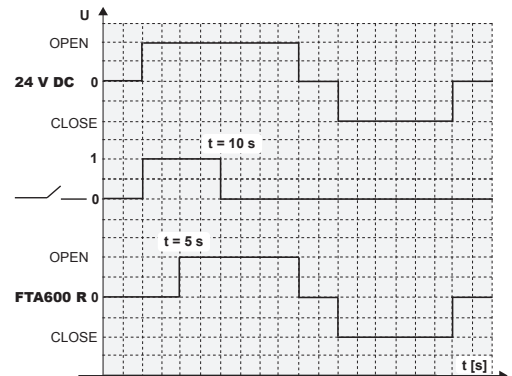 U
OPEN
24 V DC 0
CLOSE
t = 10 s
1
0
t = 5 s
OPEN
FTA600 R 0
CLOSE
t [s]